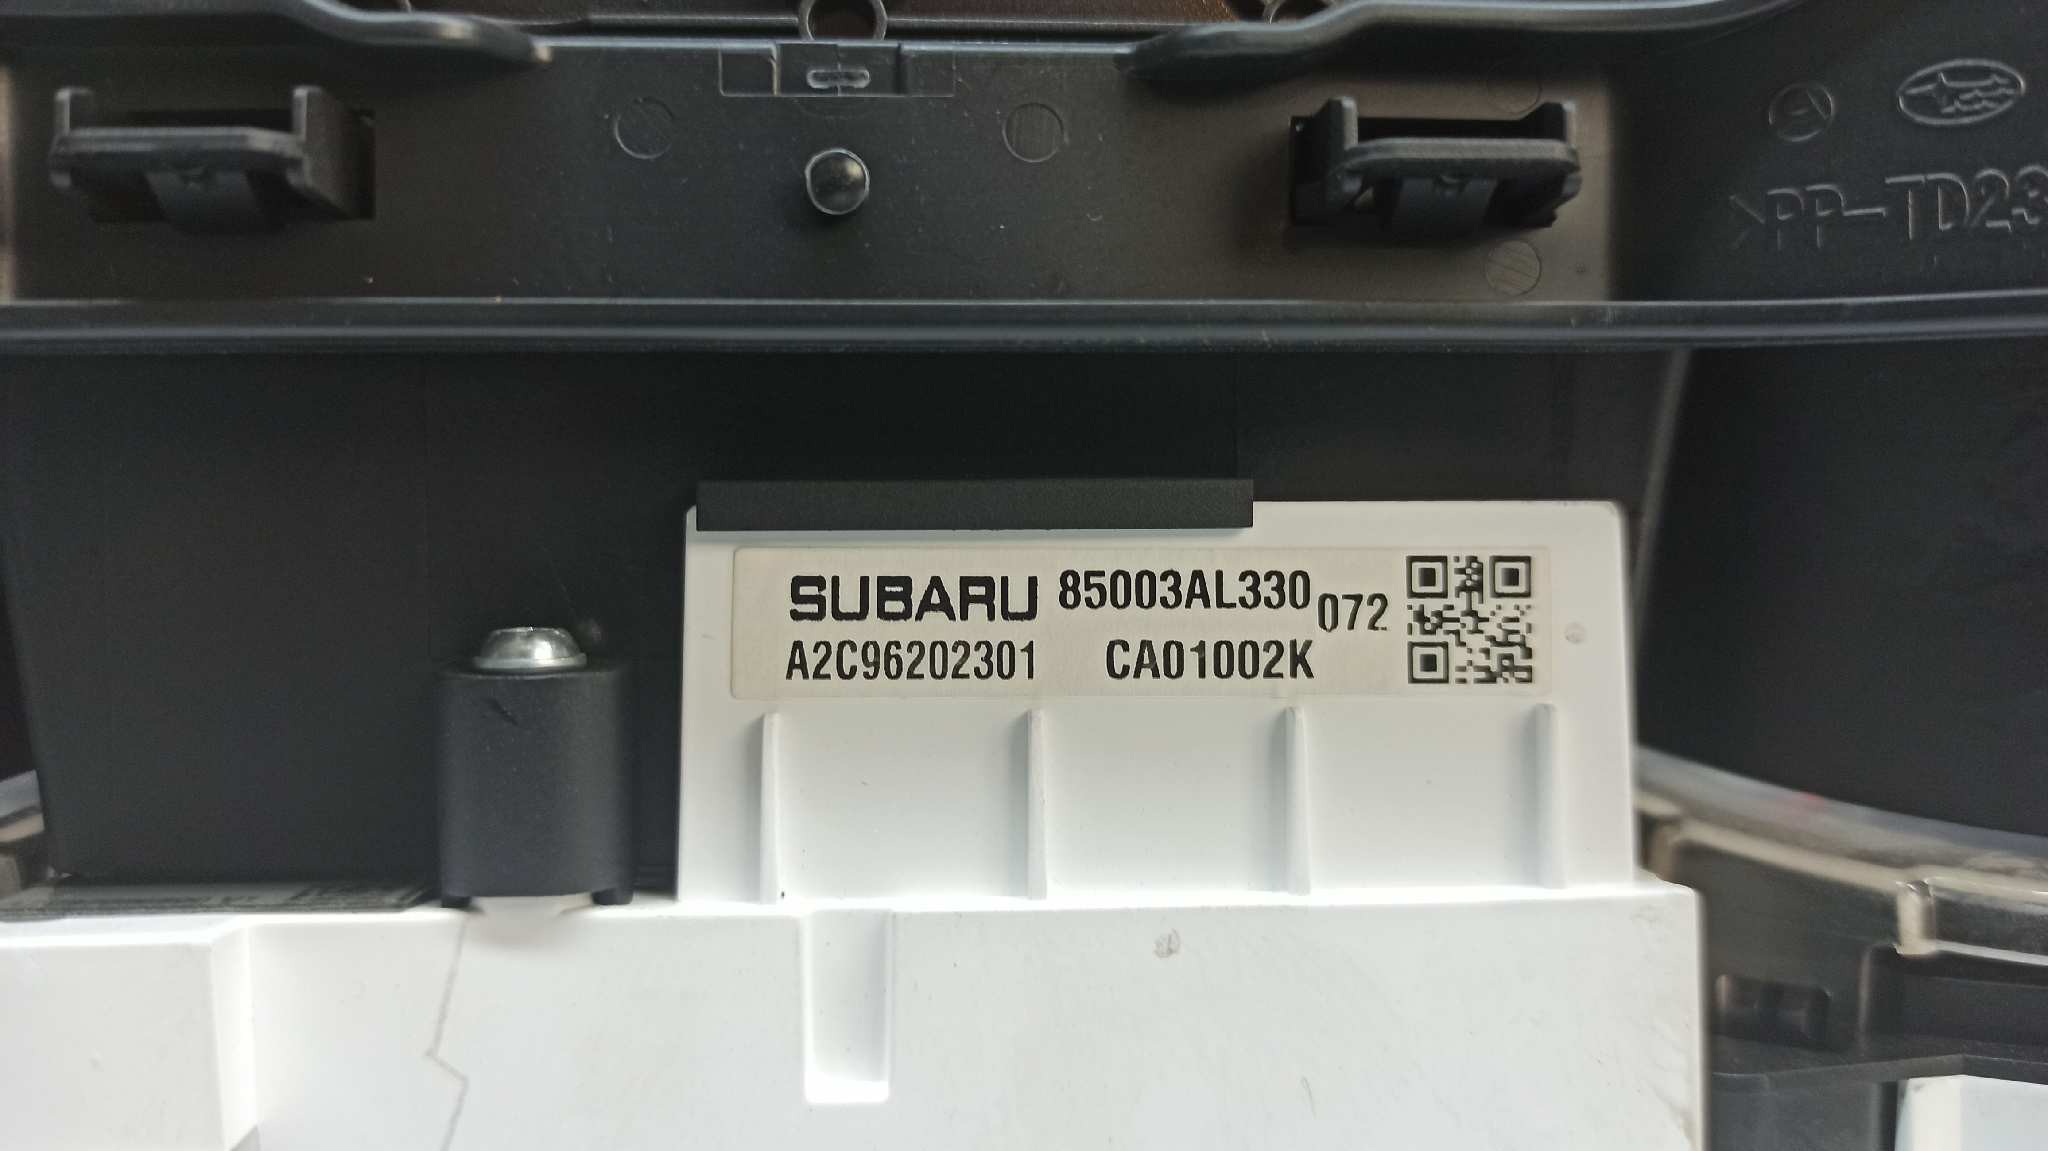 >PP-TD23
SUBARU 85003AL330 072
A2C96202301 CA01002K